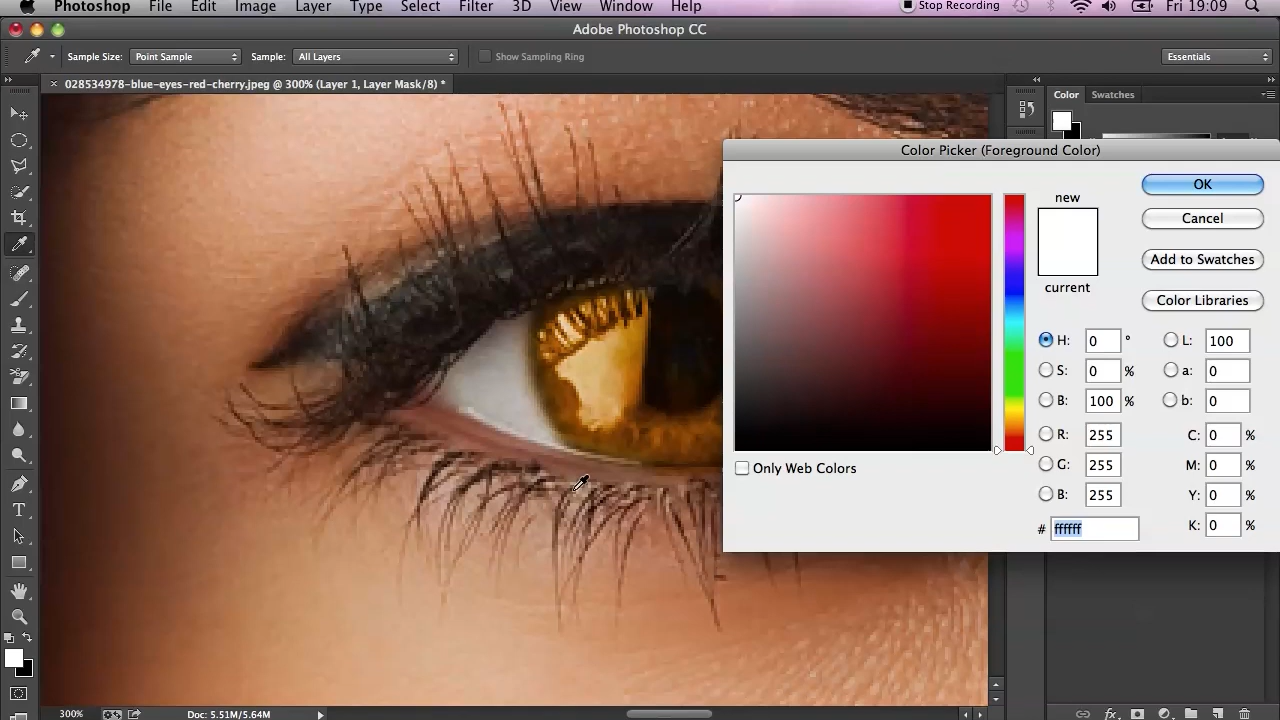 Photoshop File Edit Image Layer Type Select Filter 3D View Window Help Stop Recording Fri 19:09
Adobe Photoshop CC
Sample Size: Point Sample Sample: All Layers Show Sampling Ring Essentials
028534978-blue-eyes-red-cherry.jpeg @ 300% (Layer 1, Layer Mask/8) *
Color Swatches
Color Picker (Foreground Color)
new
current
OK
Cancel
Add to Swatches
Color Libraries
H: 0 ° L: 100
S: 0 % a: 0
B: 100 % b: 0
R: 255 C: 0 %
G: 255 M: 0 %
B: 255 Y: 0 %
# ffffff K: 0 %
Only Web Colors
300% Doc: 5.51M/5.64M